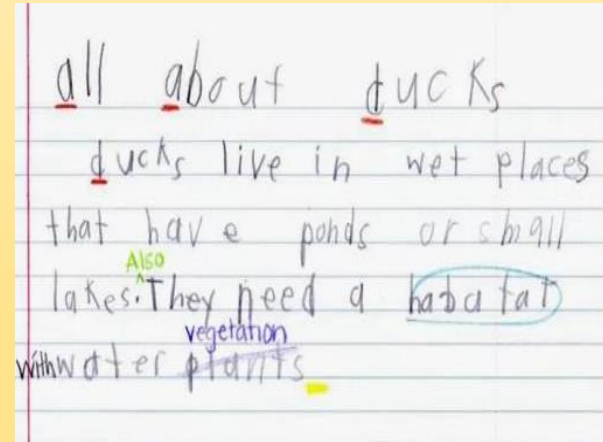 all about ducks
ducks live in wet places
that have ponds or small
Also
lakes. They need a habatat
vegetation
with water plants